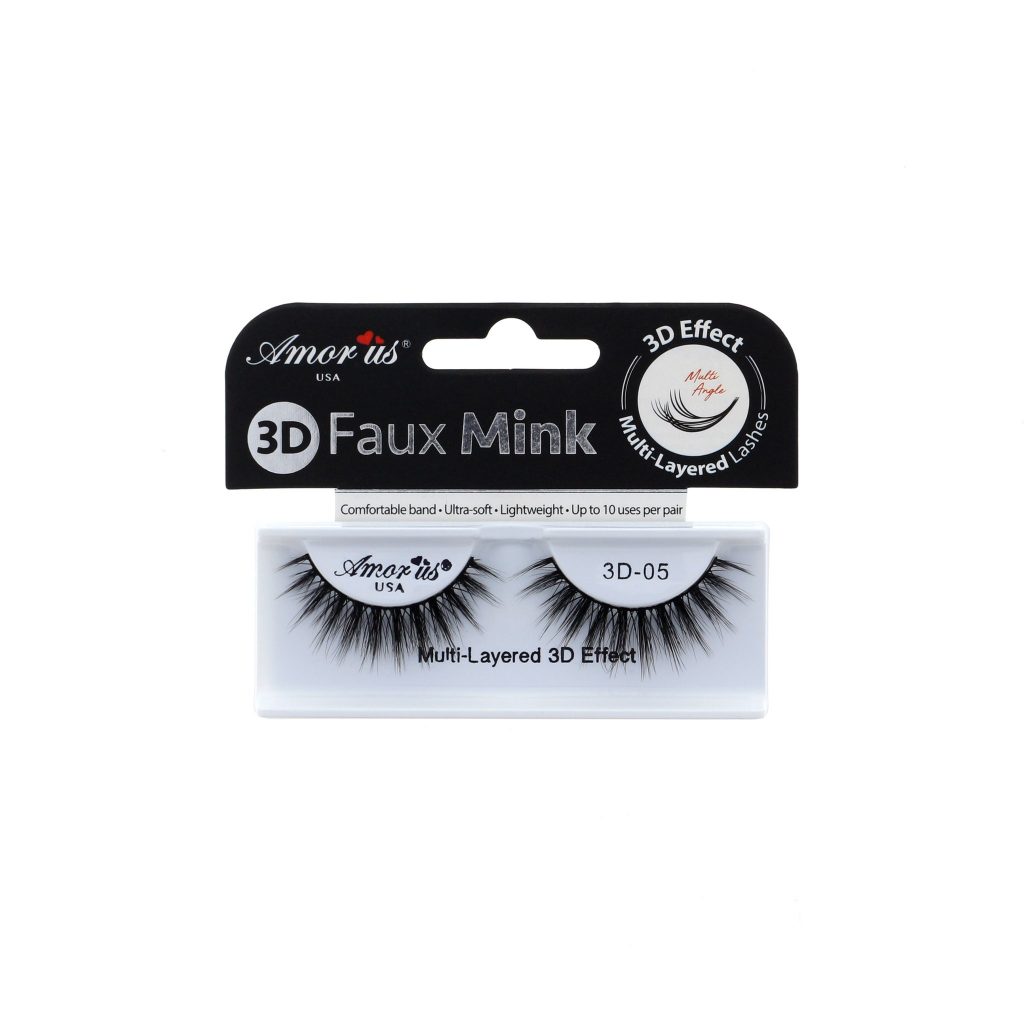 Amor us®
USA
3D Faux Mink
3D Effect
Multi
Angle
Multi-Layered Lashes
Comfortable band • Ultra-soft • Lightweight • Up to 10 uses per pair
Amor us®
USA
3D-05
Multi-Layered 3D Effect